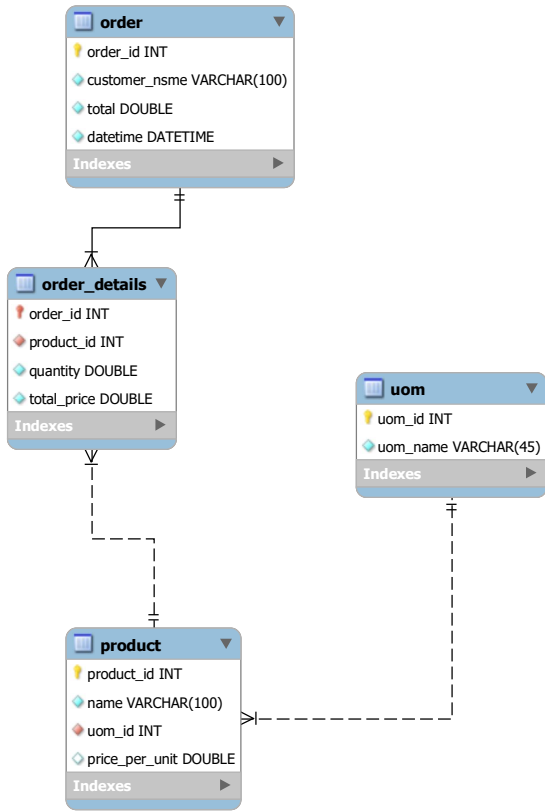 order
order_id INT
customer_nsme VARCHAR(100)
total DOUBLE
datetime DATETIME
Indexes
order_details
order_id INT
product_id INT
quantity DOUBLE
total_price DOUBLE
Indexes
uom
uom_id INT
uom_name VARCHAR(45)
Indexes
product
product_id INT
name VARCHAR(100)
uom_id INT
price_per_unit DOUBLE
Indexes